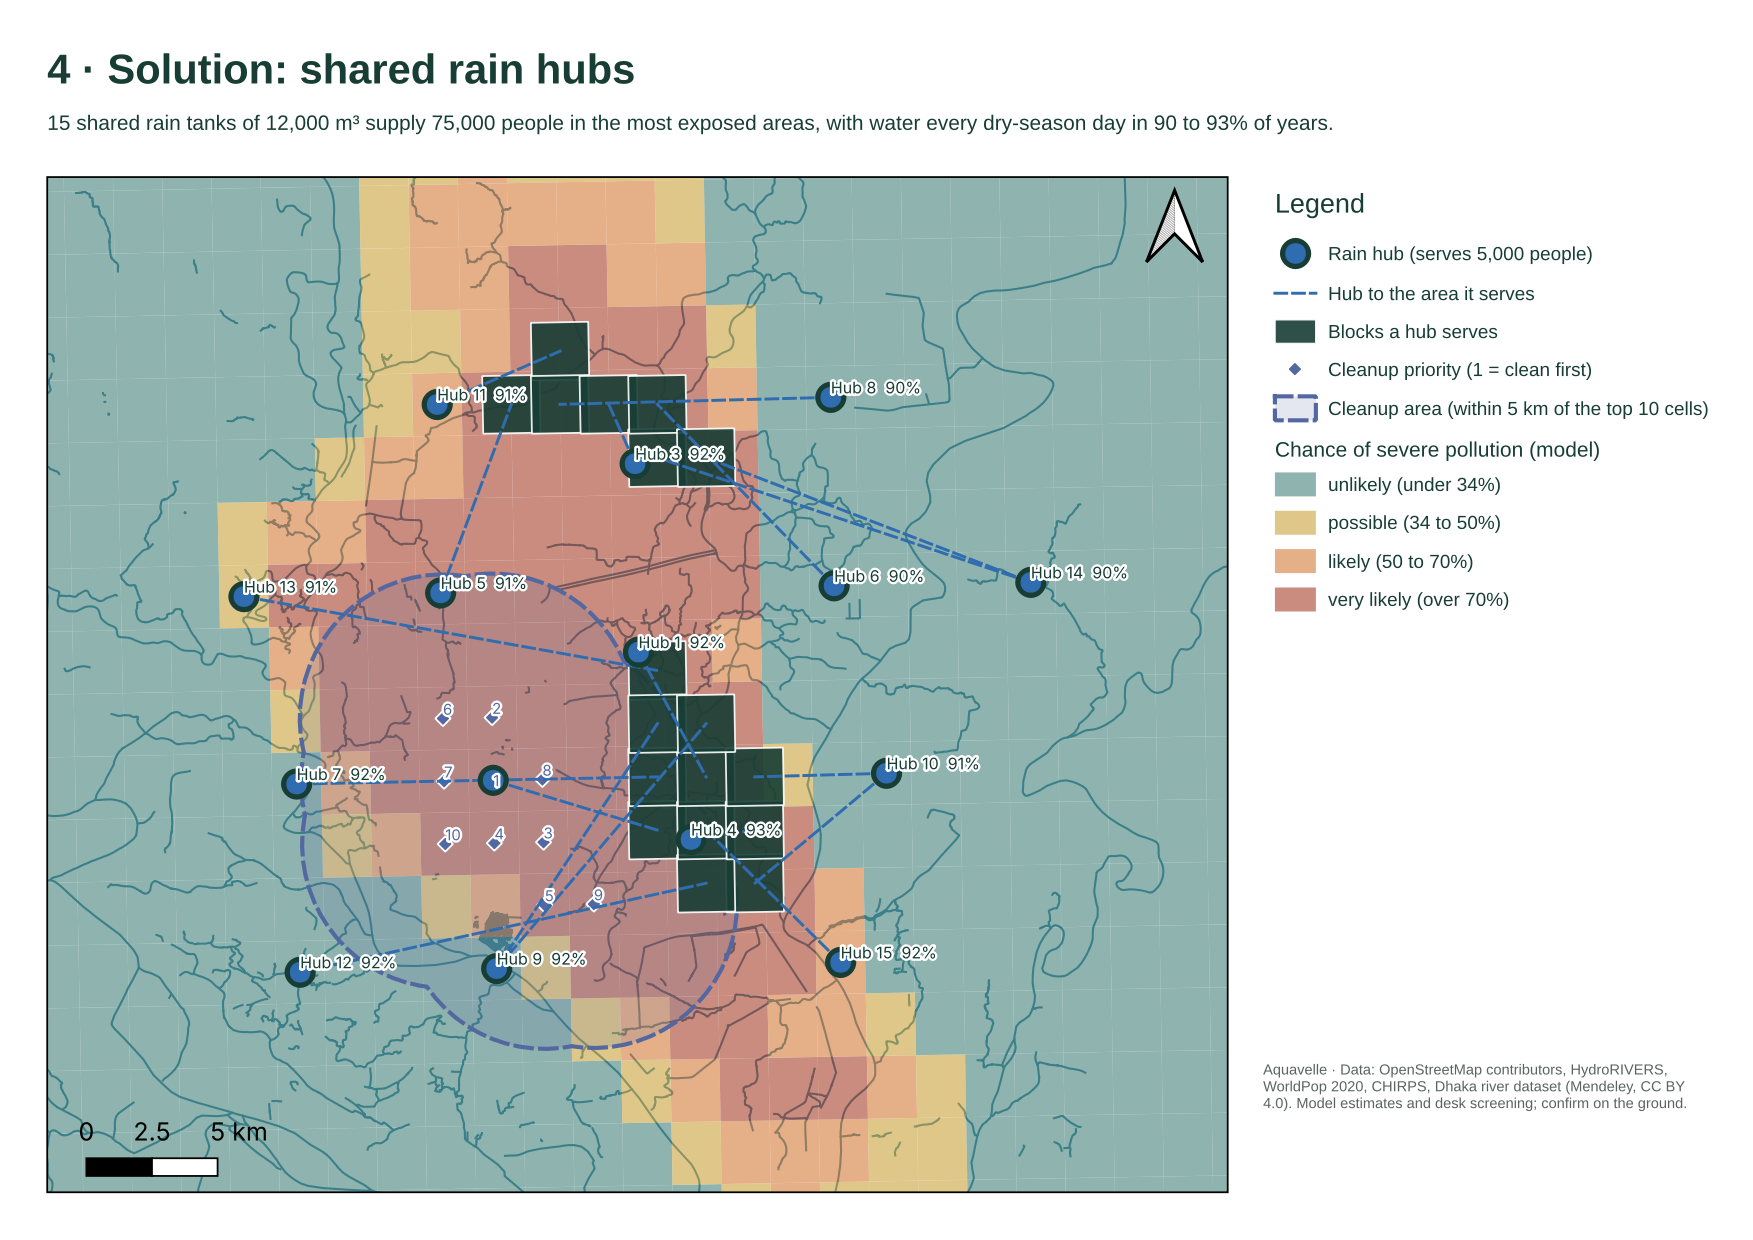 4 · Solution: shared rain hubs
15 shared rain tanks of 12,000 m³ supply 75,000 people in the most exposed areas, with water every dry-season day in 90 to 93% of years.
Hub 11 91%
Hub 8 90%
Hub 3 92%
Hub 13 91%
Hub 5 91%
Hub 6 90%
Hub 14 90%
Hub 1 92%
6
2
Hub 7 92%
7
1
8
Hub 10 91%
10
4
3
Hub 4 93%
5
9
Hub 12 92%
Hub 9 92%
Hub 15 92%
0 2.5 5 km
Legend
Rain hub (serves 5,000 people)
Hub to the area it serves
Blocks a hub serves
Cleanup priority (1 = clean first)
Cleanup area (within 5 km of the top 10 cells)
Chance of severe pollution (model)
unlikely (under 34%)
possible (34 to 50%)
likely (50 to 70%)
very likely (over 70%)
Aquavelle · Data: OpenStreetMap contributors, HydroRIVERS,
WorldPop 2020, CHIRPS, Dhaka river dataset (Mendeley, CC BY
4.0). Model estimates and desk screening; confirm on the ground.